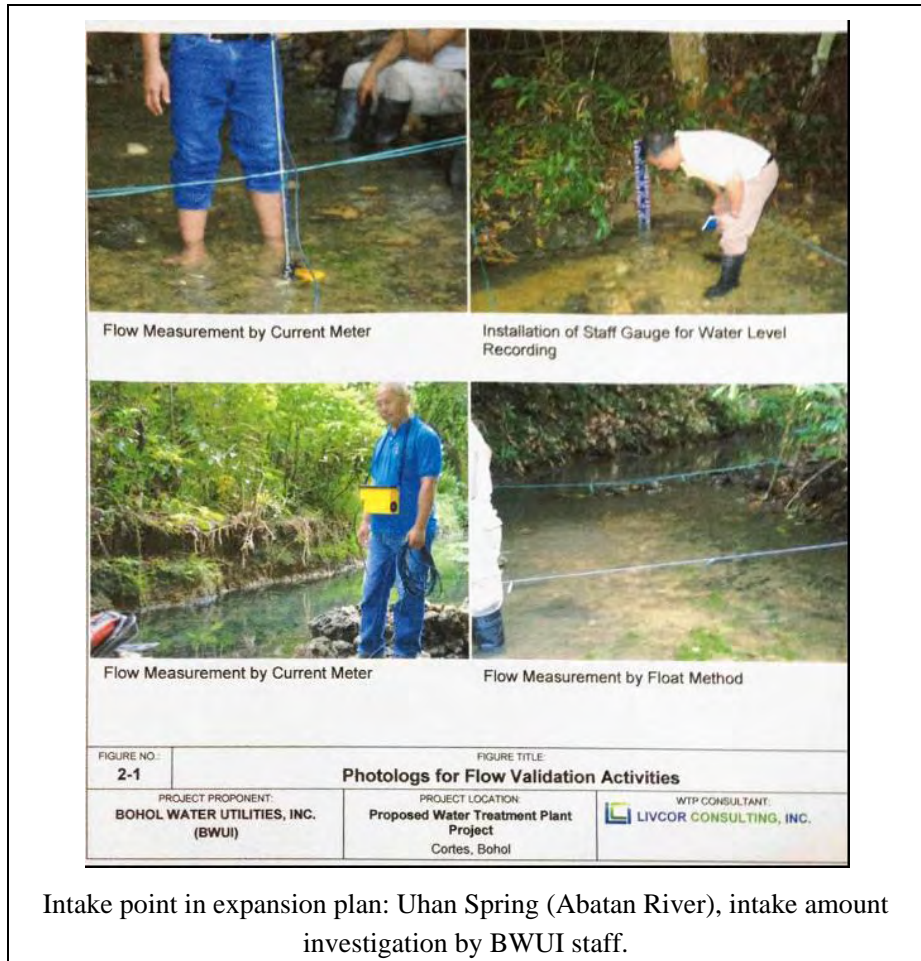 Flow Measurement by Current Meter
Installation of Staff Gauge for Water Level
Recording
Flow Measurement by Current Meter
Flow Measurement by Float Method
FIGURE NO.:
2-1
FIGURE TITLE:
Photologs for Flow Validation Activities
PROJECT PROPONENT:
BOHOL WATER UTILITIES, INC.
(BWUI)
PROJECT LOCATION:
Proposed Water Treatment Plant
Project
Cortes, Bohol
WTP CONSULTANT:
LIVCOR CONSULTING, INC.
Intake point in expansion plan: Uhan Spring (Abatan River), intake amount
investigation by BWUI staff.